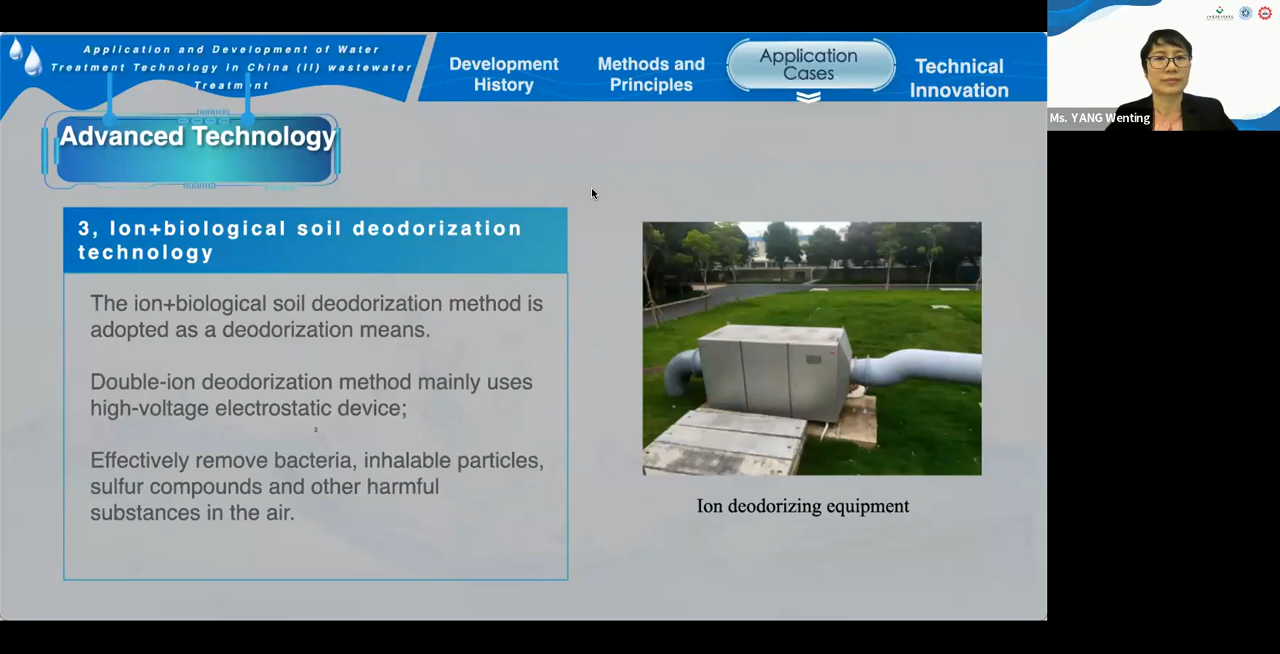 Application and Development of Water
Treatment Technology in China (II) wastewater
Treatment
Development
History
Methods and
Principles
Application
Cases
Technical
Innovation
Ms. YANG Wenting
Advanced Technology
3, Ion+biological soil deodorization
technology
The ion+biological soil deodorization method is
adopted as a deodorization means.
Double-ion deodorization method mainly uses
high-voltage electrostatic device;
2
Effectively remove bacteria, inhalable particles,
sulfur compounds and other harmful
substances in the air.
Ion deodorizing equipment